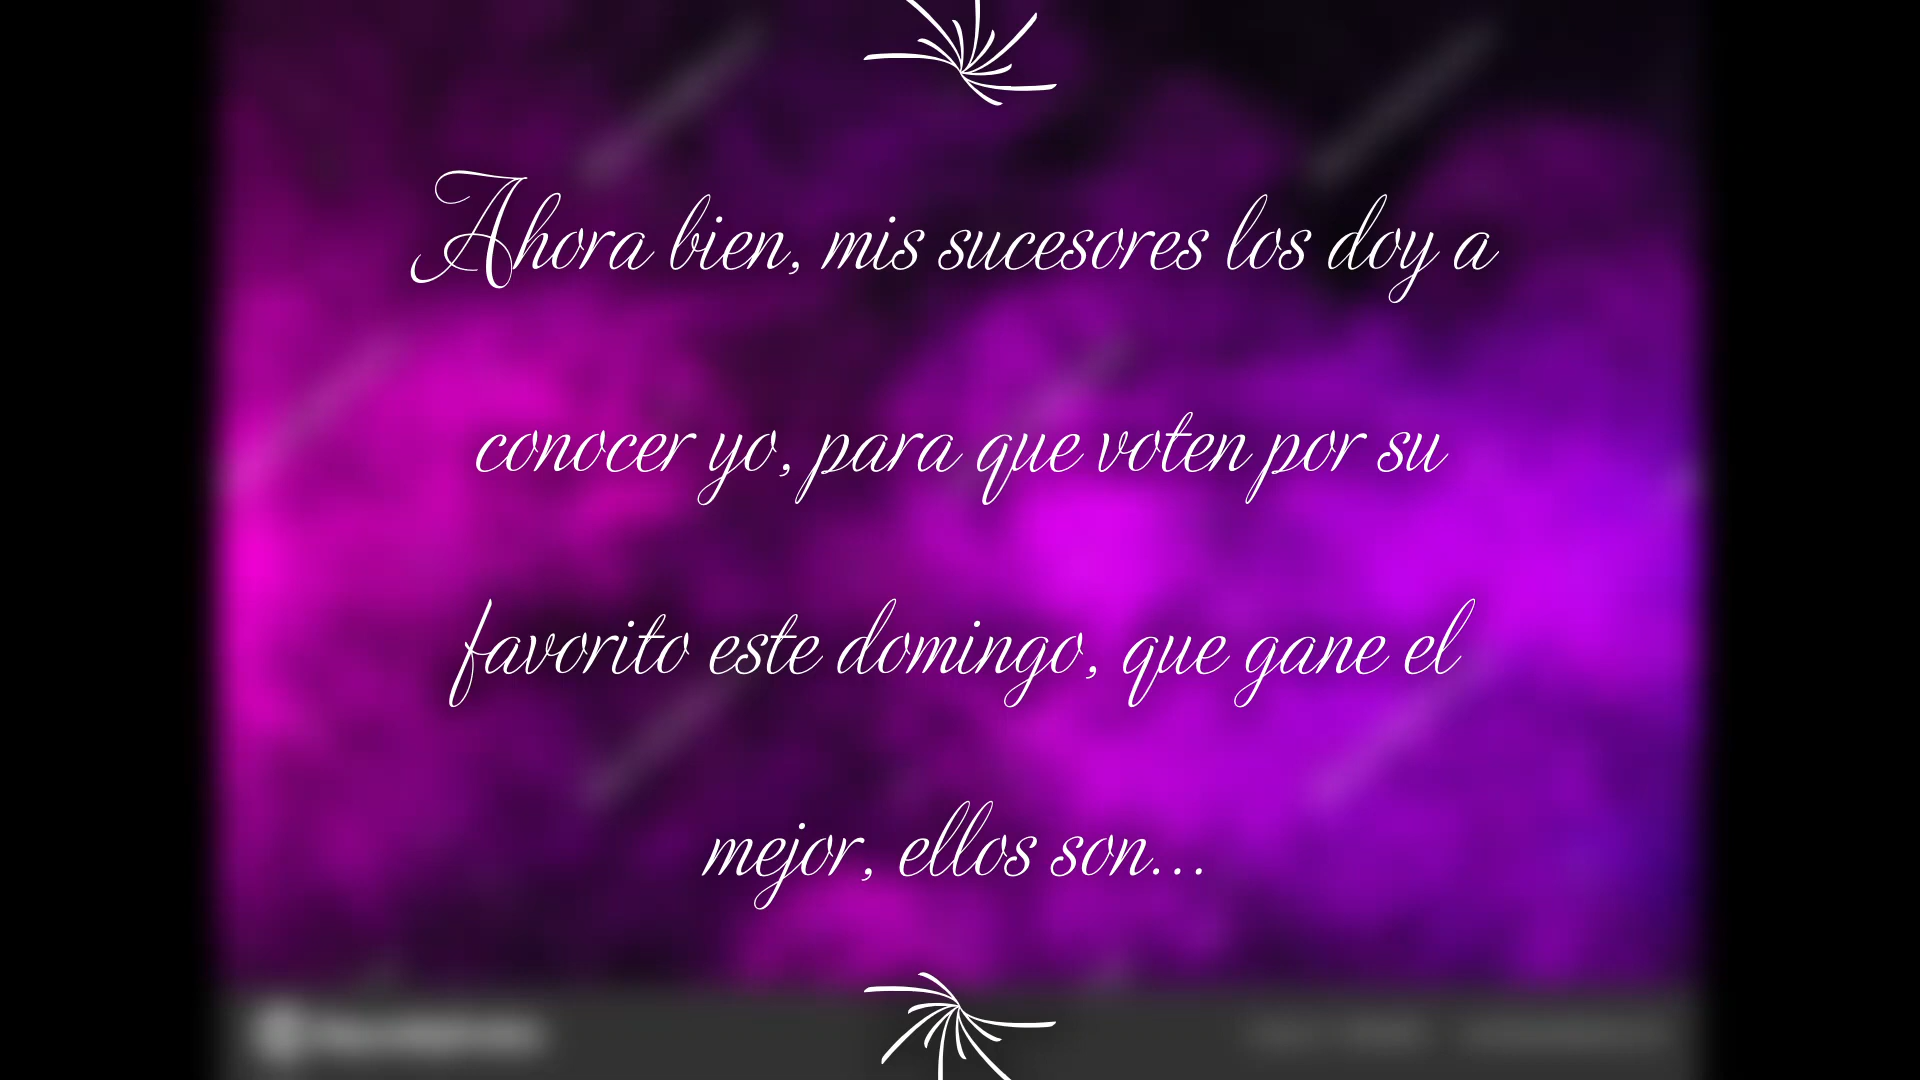 Ahora bien, mis sucesores los doy a
conocer yo, para que voten por su
favorito este domingo, que gane el
mejor, ellos son...